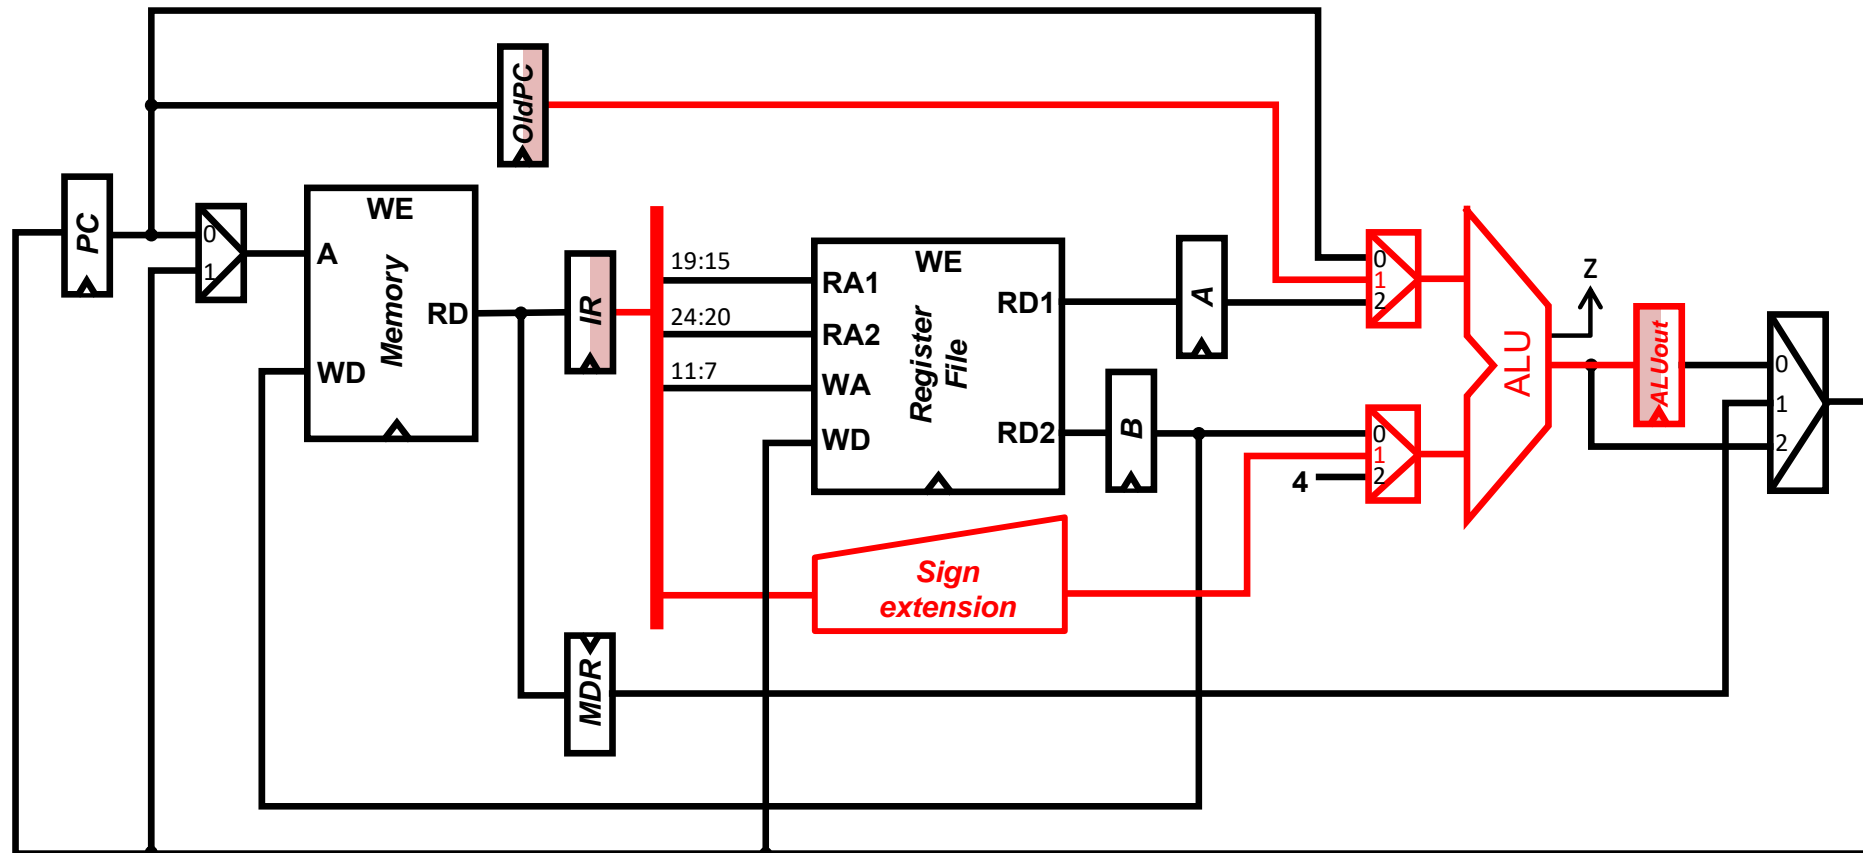 OldPC
PC
0
1
WE
A
Memory
RD
WD
IR
19:15
24:20
11:7
WE
RA1
RA2
WA
WD
Register
File
RD1
RD2
A
B
Sign
extension
MDR
0
1
2
0
1
2
4
ALU
Z
ALUout
0
1
2